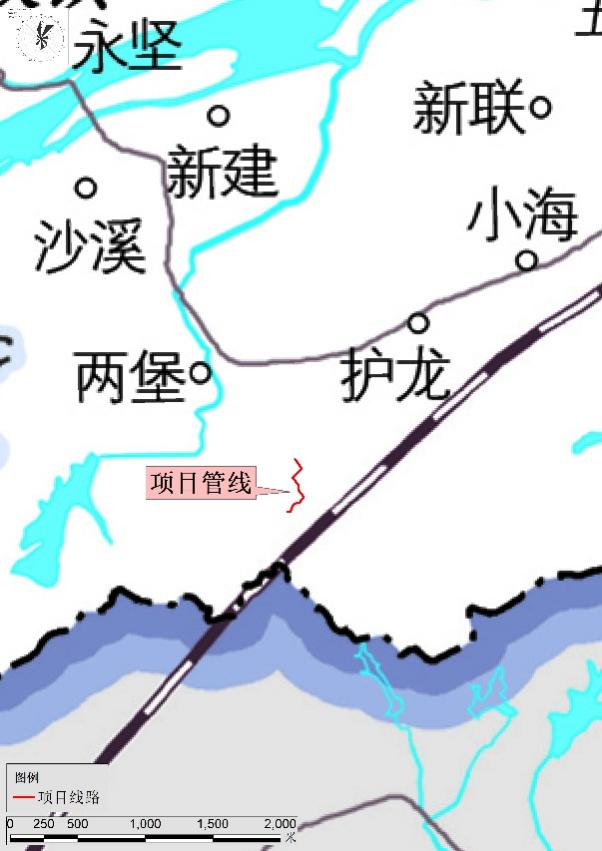 永坚
新联
新建
小海
沙溪
两堡
护龙
项目管线
图例
项目线路
0 250 500 1,000 1,500 2,000
米